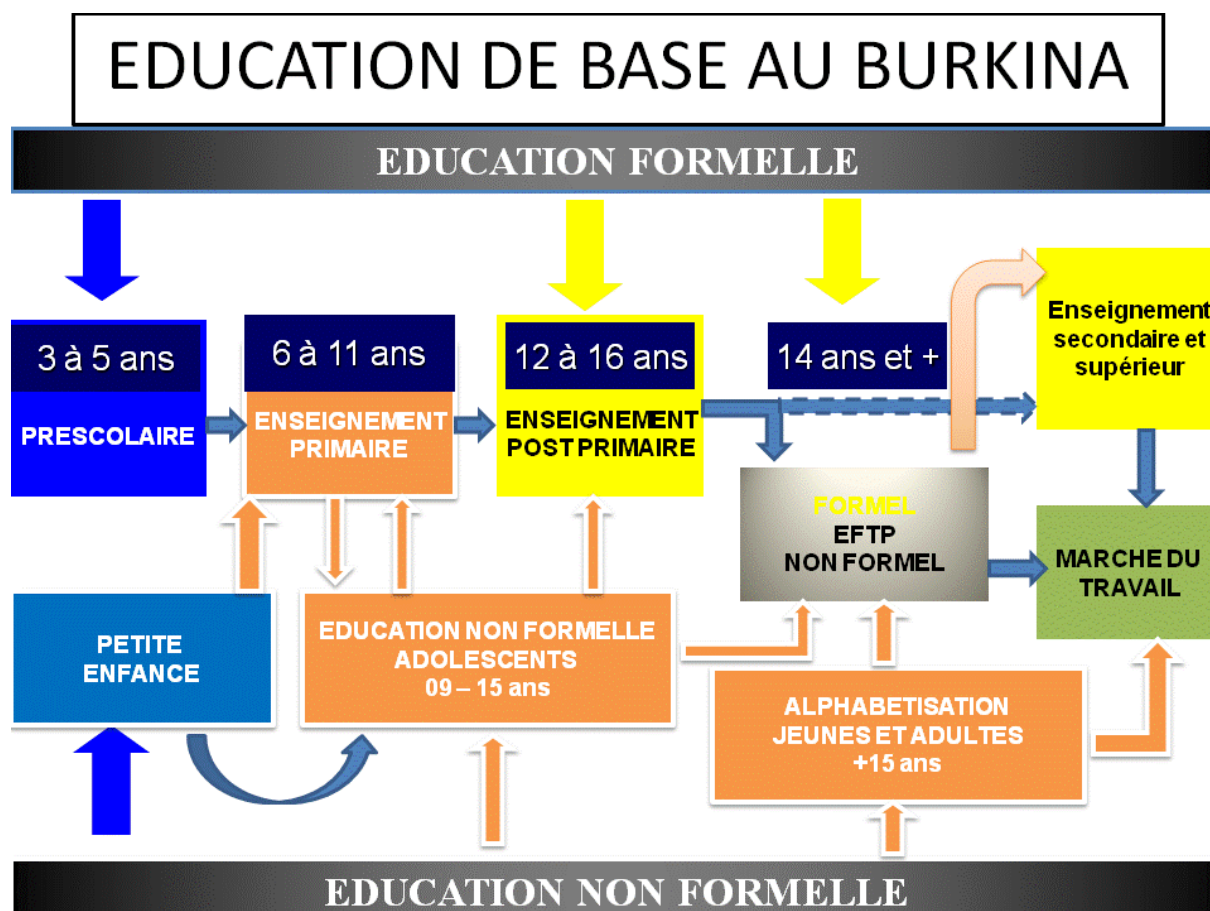 EDUCATION DE BASE AU BURKINA
EDUCATION FORMELLE
3 à 5 ans
PRESCOLAIRE
6 à 11 ans
ENSEIGNEMENT
PRIMAIRE
12 à 16 ans
ENSEIGNEMENT
POST PRIMAIRE
14 ans et +
Enseignement
secondaire et
supérieur
FORMEL
EFTP
NON FORMEL
MARCHE DU
TRAVAIL
PETITE
ENFANCE
EDUCATION NON FORMELLE
ADOLESCENTS
09 – 15 ans
ALPHABETISATION
JEUNES ET ADULTES
+15 ans
EDUCATION NON FORMELLE